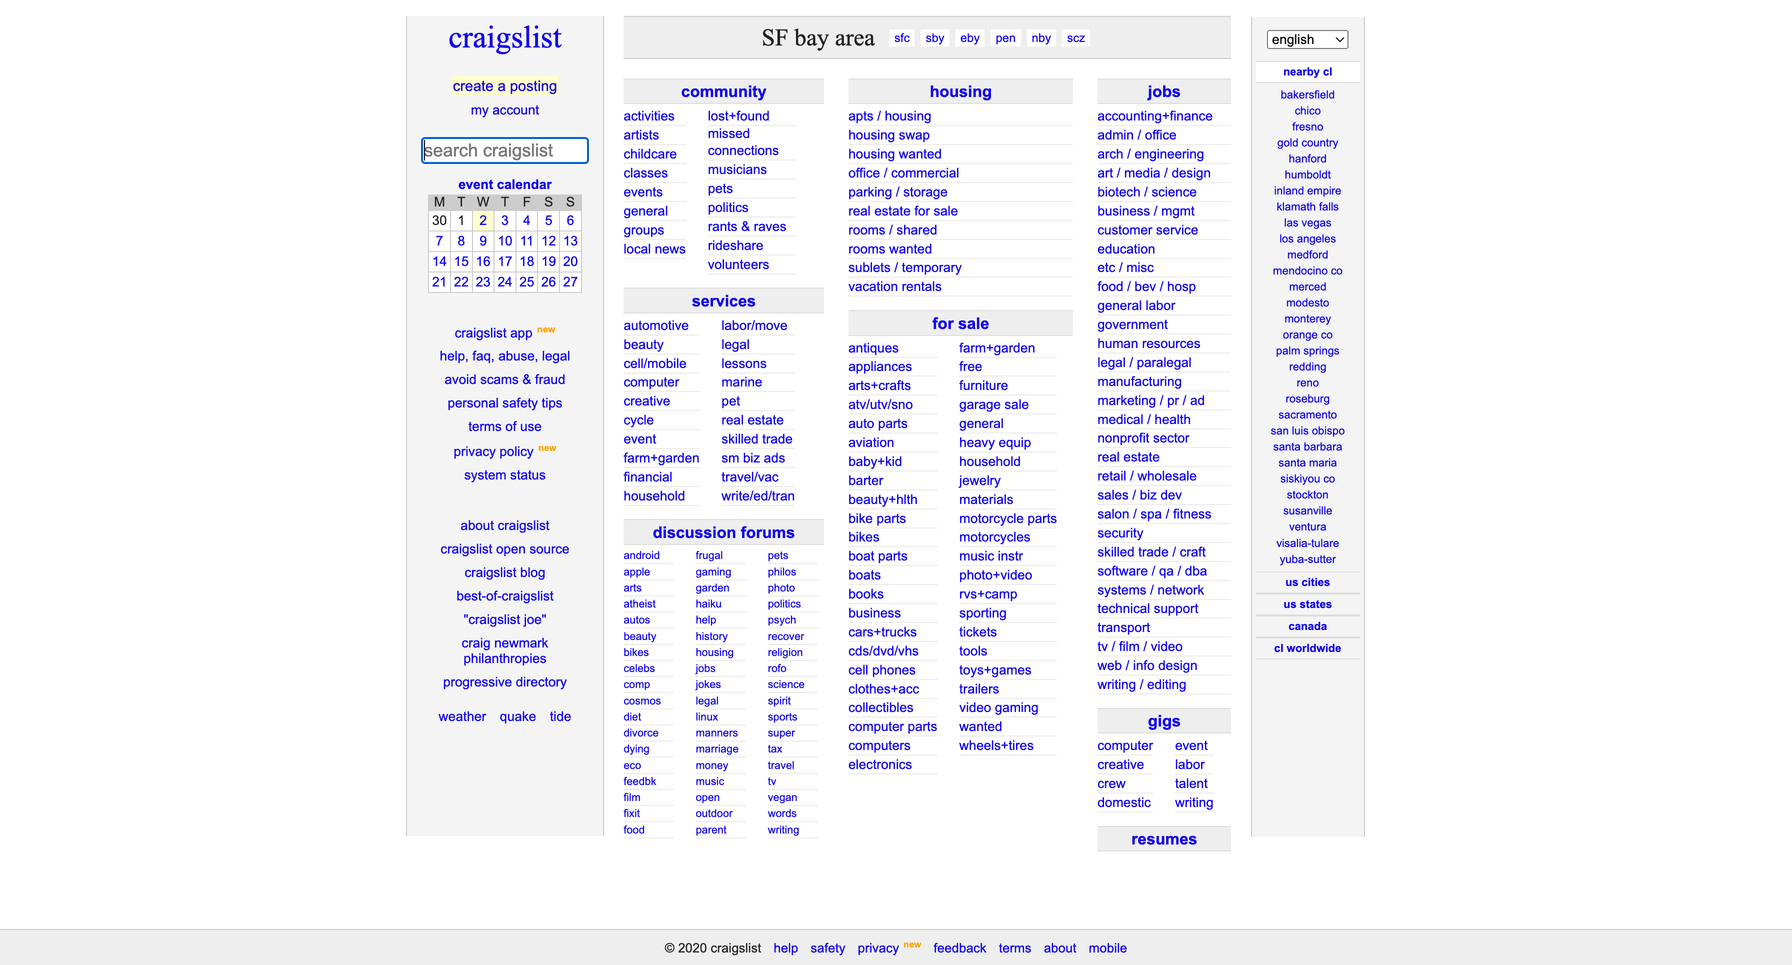 craigslist
create a posting
my account
search craigslist
event calendar
M T W T F S S
30 1 2 3 4 5 6
7 8 9 10 11 12 13
14 15 16 17 18 19 20
21 22 23 24 25 26 27
craigslist app new
help, faq, abuse, legal
avoid scams & fraud
personal safety tips
terms of use
privacy policy new
system status
about craigslist
craigslist open source
craigslist blog
best-of-craigslist
"craigslist joe"
craig newmark
philanthropies
progressive directory
weather quake tide
SF bay area sfc sby eby pen nby scz
community
activities
artists
childcare
classes
events
general
groups
local news
lost+found
missed
connections
musicians
pets
politics
rants & raves
rideshare
volunteers
services
automotive
beauty
cell/mobile
computer
creative
cycle
event
farm+garden
financial
household
labor/move
legal
lessons
marine
pet
real estate
skilled trade
sm biz ads
travel/vac
write/ed/tran
discussion forums
android
apple
arts
atheist
autos
beauty
bikes
celebs
comp
cosmos
diet
divorce
dying
eco
feedbk
film
fixit
food
frugal
gaming
garden
haiku
help
history
housing
jobs
jokes
legal
linux
manners
marriage
money
music
open
outdoor
parent
pets
philos
photo
politics
psych
recover
religion
rofo
science
spirit
sports
super
tax
travel
tv
vegan
words
writing
housing
apts / housing
housing swap
housing wanted
office / commercial
parking / storage
real estate for sale
rooms / shared
rooms wanted
sublets / temporary
vacation rentals
for sale
antiques
appliances
arts+crafts
atv/utv/sno
auto parts
aviation
baby+kid
barter
beauty+hlth
bike parts
bikes
boat parts
boats
books
business
cars+trucks
cds/dvd/vhs
cell phones
clothes+acc
collectibles
computer parts
computers
electronics
farm+garden
free
furniture
garage sale
general
heavy equip
household
jewelry
materials
motorcycle parts
motorcycles
music instr
photo+video
rvs+camp
sporting
tickets
tools
toys+games
trailers
video gaming
wanted
wheels+tires
jobs
accounting+finance
admin / office
arch / engineering
art / media / design
biotech / science
business / mgmt
customer service
education
etc / misc
food / bev / hosp
general labor
government
human resources
legal / paralegal
manufacturing
marketing / pr / ad
medical / health
nonprofit sector
real estate
retail / wholesale
sales / biz dev
salon / spa / fitness
security
skilled trade / craft
software / qa / dba
systems / network
technical support
transport
tv / film / video
web / info design
writing / editing
gigs
computer
creative
crew
domestic
event
labor
talent
writing
resumes
english
nearby cl
bakersfield
chico
fresno
gold country
hanford
humboldt
inland empire
klamath falls
las vegas
los angeles
medford
mendocino co
merced
modesto
monterey
orange co
palm springs
redding
reno
roseburg
sacramento
san luis obispo
santa barbara
santa maria
siskiyou co
stockton
susanville
ventura
visalia-tulare
yuba-sutter
us cities
us states
canada
cl worldwide
© 2020 craigslist help safety privacy new feedback terms about mobile